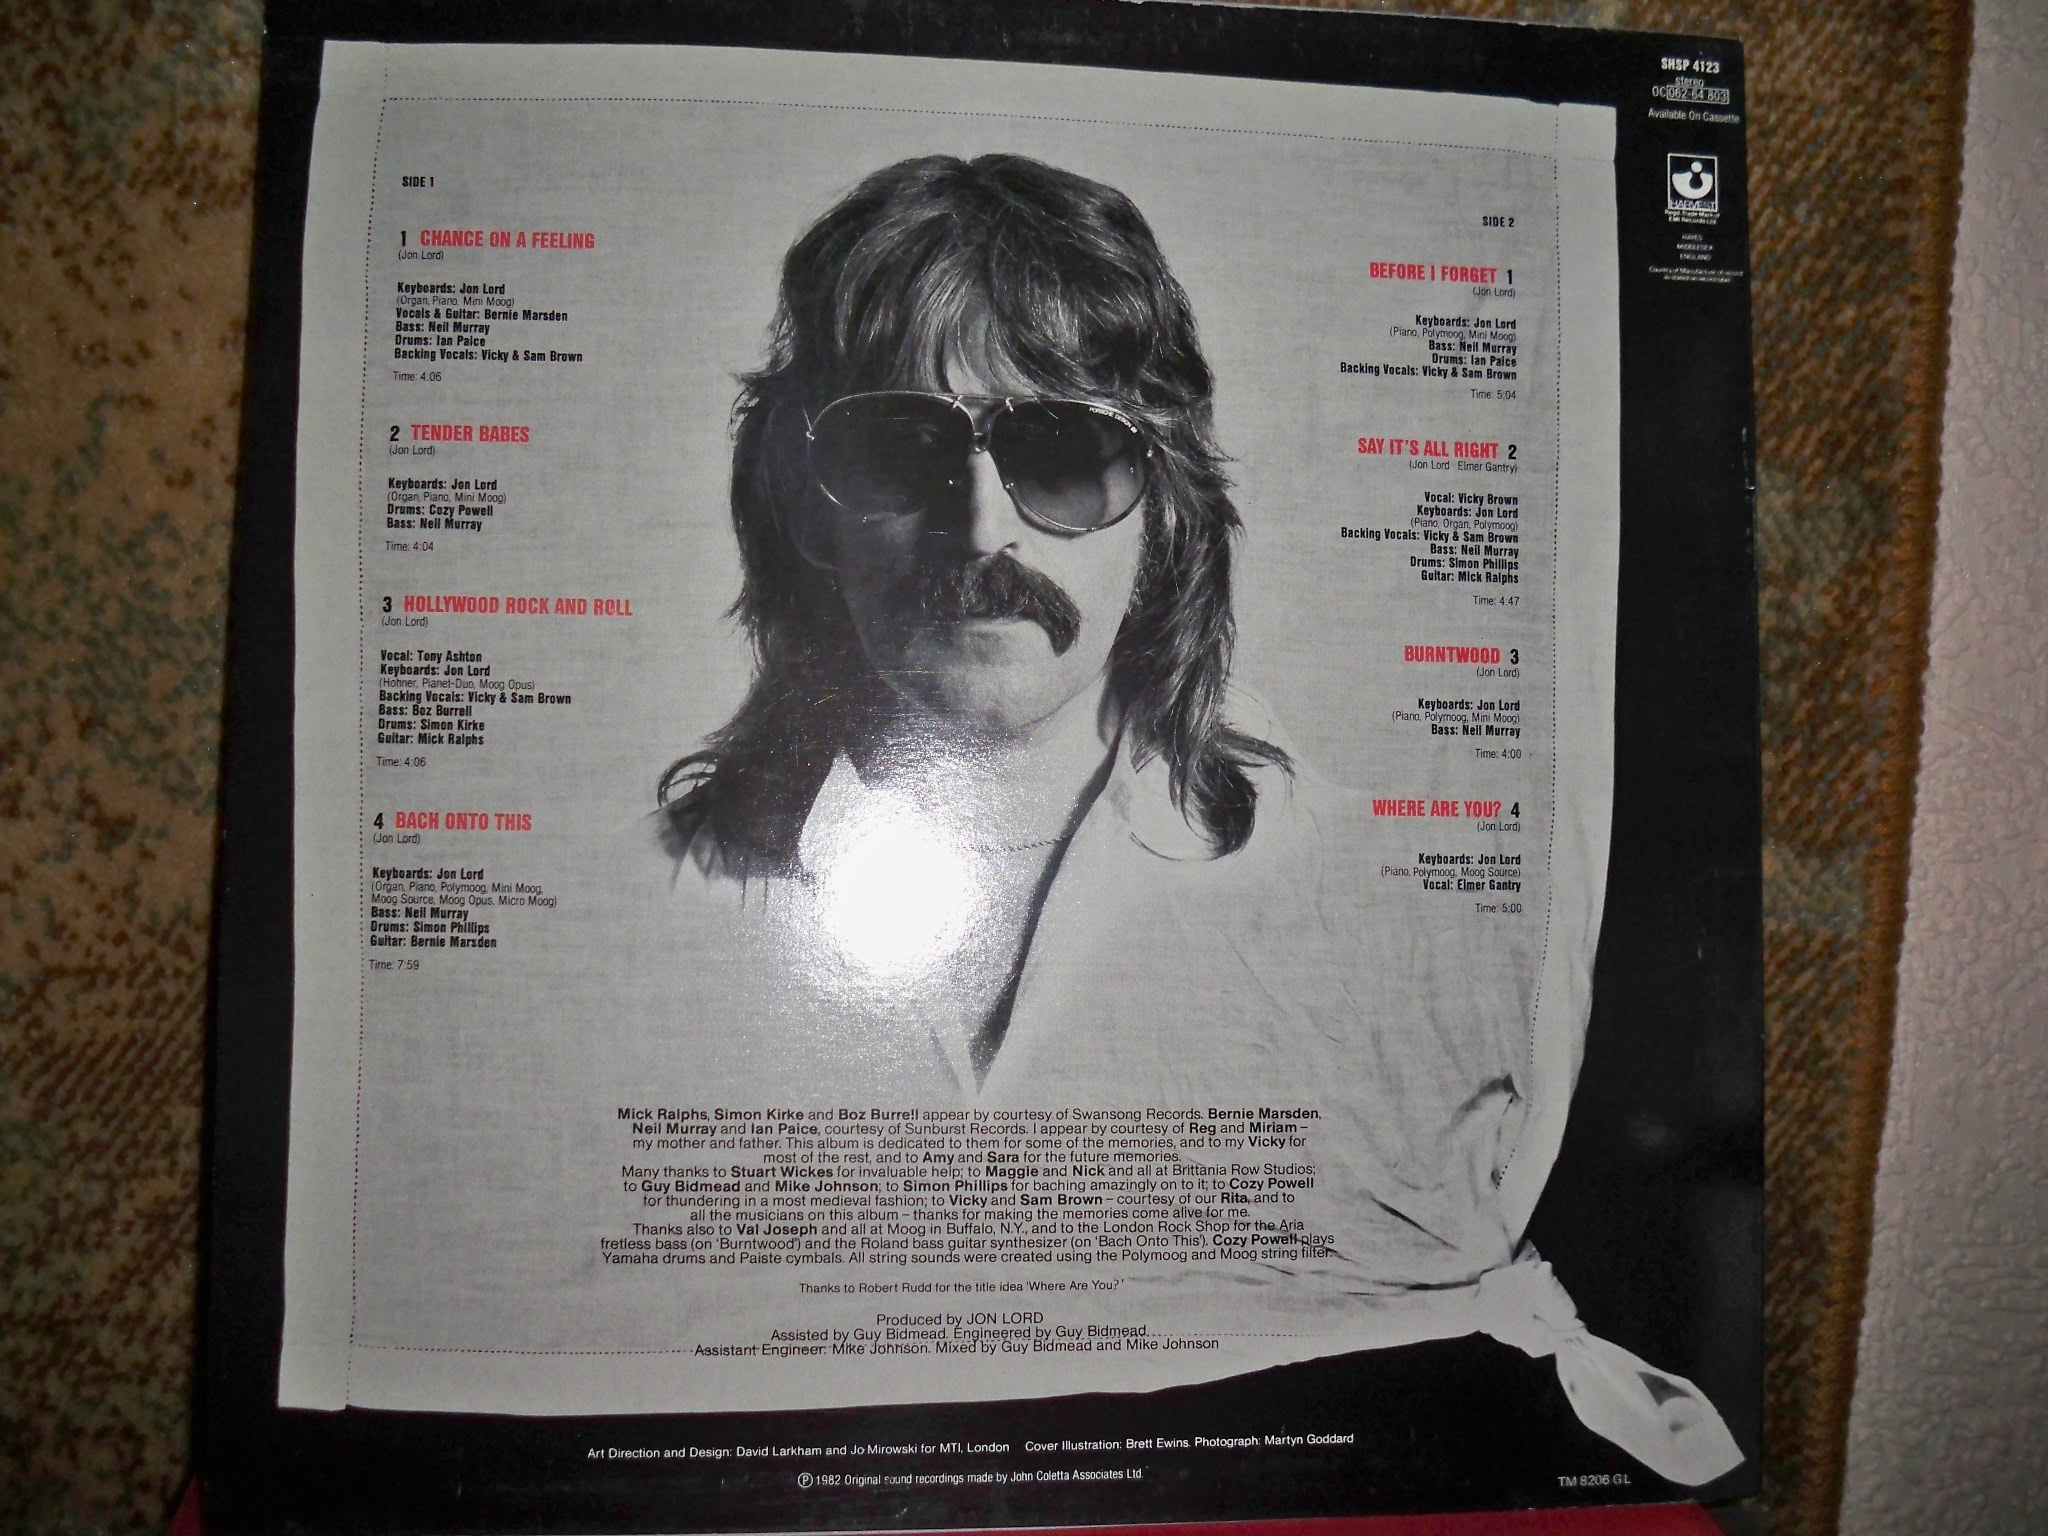 SHSP 4123
stereo
OC 062-64 803
Available On Cassette
HARVEST
Regd. Trade Mark of
EMI Records Ltd
HAYES
MIDDLESEX
ENGLAND
Country of Manufacture of record
as stated on record label
SIDE 1
1 CHANCE ON A FEELING
(Jon Lord)
Keyboards: Jon Lord
(Organ, Piano, Mini Moog)
Vocals & Guitar: Bernie Marsden
Bass: Neil Murray
Drums: Ian Paice
Backing Vocals: Vicky & Sam Brown
Time: 4:06
2 TENDER BABES
(Jon Lord)
Keyboards: Jon Lord
(Organ, Piano, Mini Moog)
Drums: Cozy Powell
Bass: Neil Murray
Time: 4:04
3 HOLLYWOOD ROCK AND ROLL
(Jon Lord)
Vocal: Tony Ashton
Keyboards: Jon Lord
(Hohner, Pianet-Duo, Moog Opus)
Backing Vocals: Vicky & Sam Brown
Bass: Boz Burrell
Drums: Simon Kirke
Guitar: Mick Ralphs
Time: 4:06
4 BACH ONTO THIS
(Jon Lord)
Keyboards: Jon Lord
(Organ, Piano, Polymoog, Mini Moog,
Moog Source, Moog Opus, Micro Moog)
Bass: Neil Murray
Drums: Simon Phillips
Guitar: Bernie Marsden
Time: 7:59
PORSCHE DESIGN
SIDE 2
BEFORE I FORGET 1
(Jon Lord)
Keyboards: Jon Lord
(Piano, Polymoog, Mini Moog)
Bass: Neil Murray
Drums: Ian Paice
Backing Vocals: Vicky & Sam Brown
Time: 5:04
SAY IT'S ALL RIGHT 2
(Jon Lord · Elmer Gantry)
Vocal: Vicky Brown
Keyboards: Jon Lord
(Piano, Organ, Polymoog)
Backing Vocals: Vicky & Sam Brown
Bass: Neil Murray
Drums: Simon Phillips
Guitar: Mick Ralphs
Time: 4:47
BURNTWOOD 3
(Jon Lord)
Keyboards: Jon Lord
(Piano, Polymoog, Mini Moog)
Bass: Neil Murray
Time: 4:00
WHERE ARE YOU? 4
(Jon Lord)
Keyboards: Jon Lord
(Piano, Polymoog, Moog Source)
Vocal: Elmer Gantry
Time: 5:00
Mick Ralphs, Simon Kirke and Boz Burrell appear by courtesy of Swansong Records. Bernie Marsden,
Neil Murray and Ian Paice, courtesy of Sunburst Records. I appear by courtesy of Reg and Miriam –
my mother and father. This album is dedicated to them for some of the memories, and to my Vicky for
most of the rest, and to Amy and Sara for the future memories.
Many thanks to Stuart Wickes for invaluable help; to Maggie and Nick and all at Brittania Row Studios;
to Guy Bidmead and Mike Johnson; to Simon Phillips for baching amazingly on to it; to Cozy Powell
for thundering in a most medieval fashion; to Vicky and Sam Brown – courtesy of our Rita, and to
all the musicians on this album – thanks for making the memories come alive for me.
Thanks also to Val Joseph and all at Moog in Buffalo, N.Y., and to the London Rock Shop for the Aria
fretless bass (on 'Burntwood') and the Roland bass guitar synthesizer (on 'Bach Onto This'). Cozy Powell plays
Yamaha drums and Paiste cymbals. All string sounds were created using the Polymoog and Moog string filter.
Thanks to Robert Rudd for the title idea 'Where Are You?'
Produced by JON LORD
Assisted by Guy Bidmead. Engineered by Guy Bidmead.
Assistant Engineer: Mike Johnson. Mixed by Guy Bidmead and Mike Johnson
Art Direction and Design: David Larkham and Jo Mirowski for MTI, London Cover Illustration: Brett Ewins. Photograph: Martyn Goddard
℗ 1982 Original sound recordings made by John Coletta Associates Ltd.
TM 8206 GL